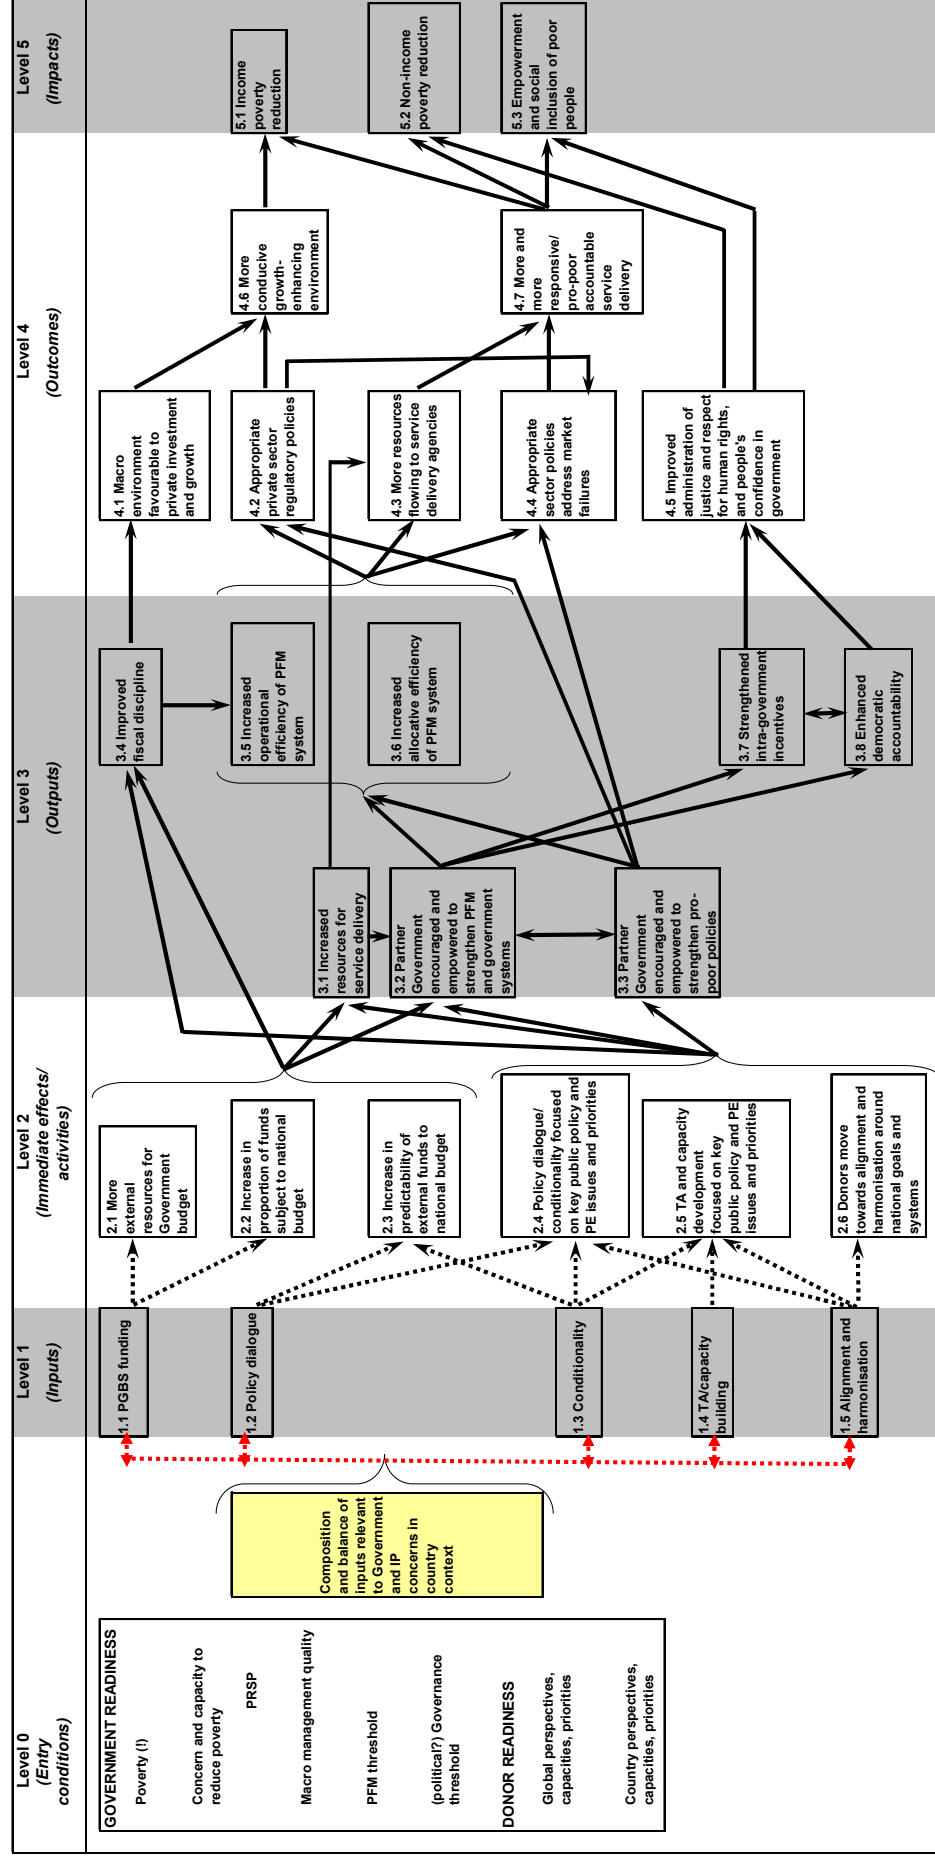 Level 0
(Entry
conditions)
Level 1
(Inputs)
Level 2
(Immediate effects/
activities)
Level 3
(Outputs)
Level 4
(Outcomes)
Level 5
(Impacts)
GOVERNMENT READINESS
Poverty (!)
Concern and capacity to
reduce poverty
PRSP
Macro management quality
PFM threshold
(political?) Governance
threshold
DONOR READINESS
Global perspectives,
capacities, priorities
Country perspectives,
capacities, priorities
Composition
and balance of
inputs relevant
to Government
and IP
concerns in
country
context
1.1 PGBS funding
1.2 Policy dialogue
1.3 Conditionality
1.4 TA/capacity
building
1.5 Alignment and
harmonisation
2.1 More
external
resources for
Government
budget
2.2 Increase in
proportion of funds
subject to national
budget
2.3 Increase in
predictability of
external funds to
national budget
2.4 Policy dialogue/
conditionality focused
on key public policy and
PE issues and priorities
2.5 TA and capacity
development
focused on key
public policy and PE
issues and priorities
2.6 Donors move
towards alignment and
harmonisation around
national goals and
systems
3.1 Increased
resources for
service delivery
3.2 Partner
Government
encouraged and
empowered to
strengthen PFM
and government
systems
3.3 Partner
Government
encouraged and
empowered to
strengthen pro-
poor policies
3.4 Improved
fiscal discipline
3.5 Increased
operational
efficiency of PFM
system
3.6 Increased
allocative efficiency
of PFM system
3.7 Strengthened
intra-government
incentives
3.8 Enhanced
democratic
accountability
4.1 Macro
environment
favourable to
private investment
and growth
4.2 Appropriate
private sector
regulatory policies
4.3 More resources
flowing to service
delivery agencies
4.4 Appropriate
sector policies
address market
failures
4.5 Improved
administration of
justice and respect
for human rights,
and people's
confidence in
government
4.6 More
conducive
growth-
enhancing
environment
4.7 More and
more
responsive/
pro-poor
accountable
service
delivery
5.1 Income
poverty
reduction
5.2 Non-income
poverty reduction
5.3 Empowerment
and social
inclusion of poor
people